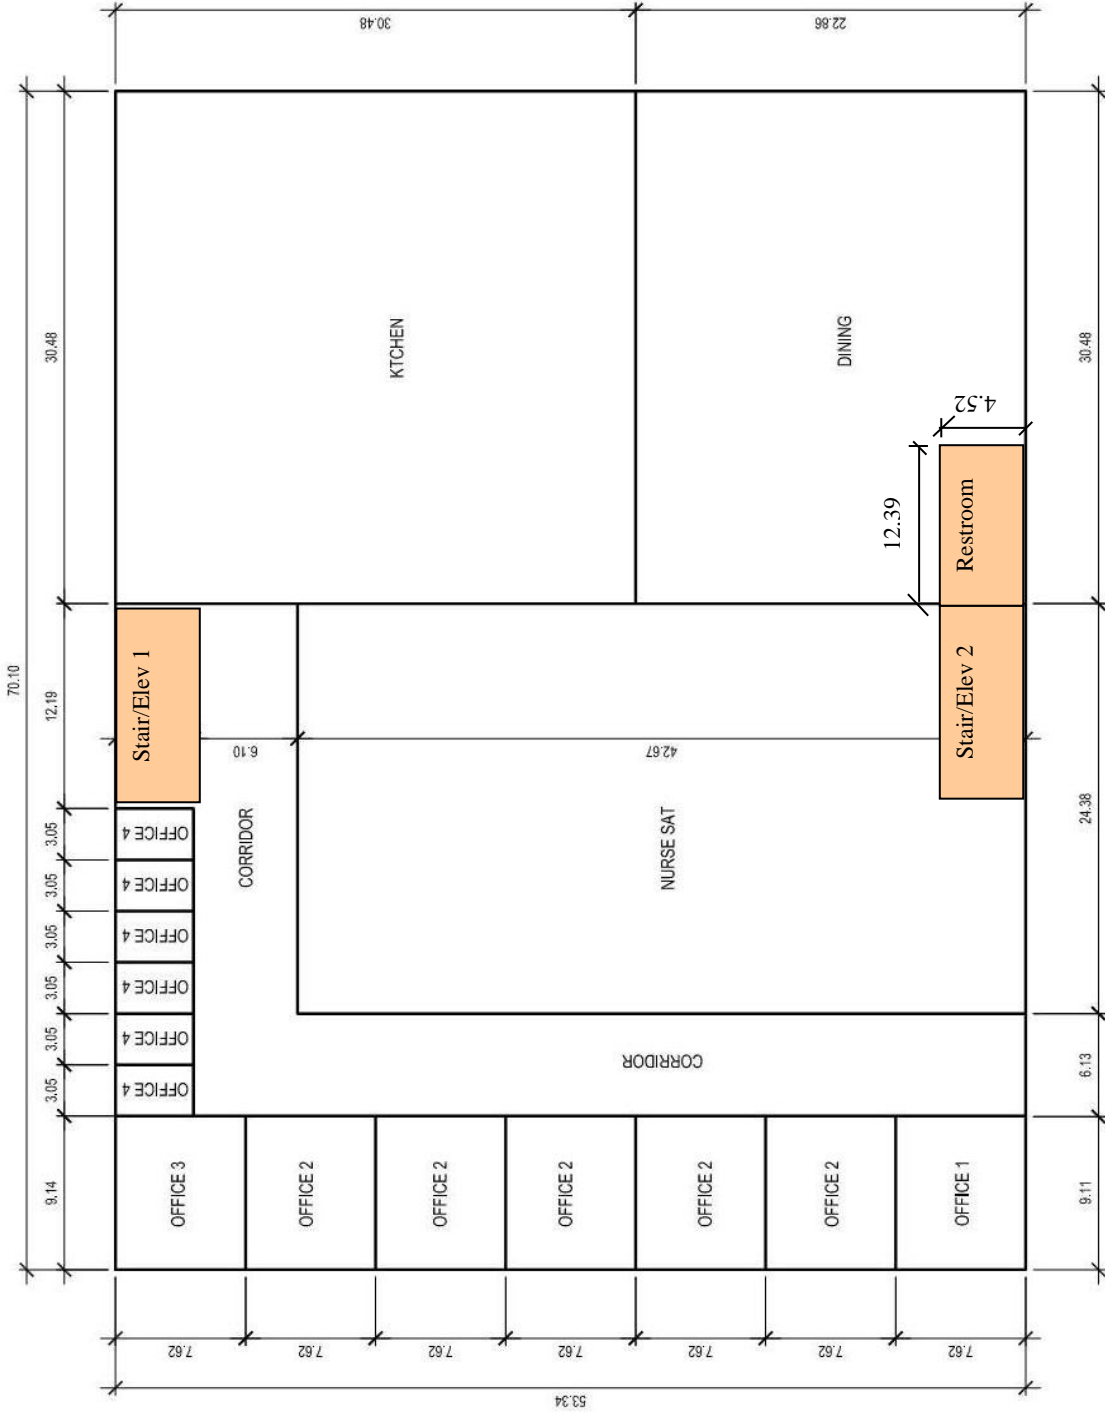 30.48
22.86
70.10
30.48
12.19
3.05
3.05
3.05
3.05
3.05
3.05
9.14
KTCHEN
DINING
30.48
4.52
12.39
Restroom
Stair/Elev 1
Stair/Elev 2
6.10
42.67
24.38
OFFICE 4
OFFICE 4
OFFICE 4
OFFICE 4
OFFICE 4
OFFICE 4
CORRIDOR
NURSE SAT
CORRIDOR
6.13
OFFICE 3
OFFICE 2
OFFICE 2
OFFICE 2
OFFICE 2
OFFICE 2
OFFICE 1
9.11
7.62
7.62
7.62
7.62
7.62
7.62
7.62
53.34